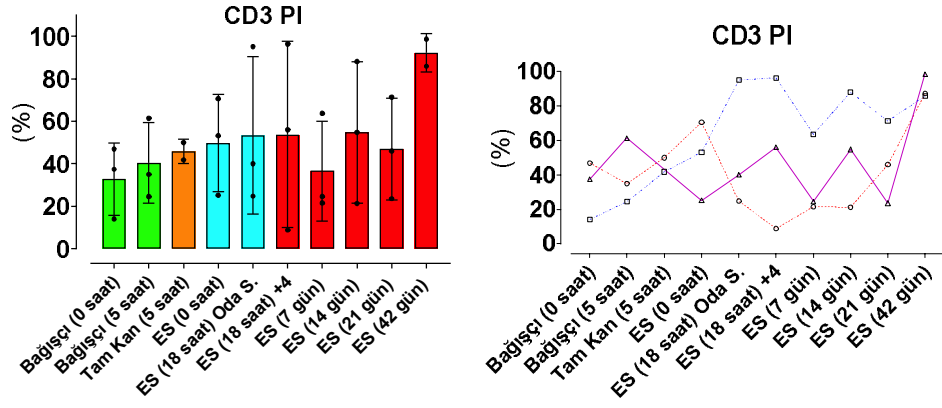 CD3 PI
(%)
100
80
60
40
20
0
Bağışçı (0 saat)
Bağışçı (5 saat)
Tam Kan (5 saat)
ES (0 saat)
ES (18 saat) Oda S.
ES (18 saat) +4
ES (7 gün)
ES (14 gün)
ES (21 gün)
ES (42 gün)
CD3 PI
(%)
100
80
60
40
20
0
Bağışçı (0 saat)
Bağışçı (5 saat)
Tam Kan (5 saat)
ES (0 saat)
ES (18 saat) Oda S.
ES (18 saat) +4
ES (7 gün)
ES (14 gün)
ES (21 gün)
ES (42 gün)